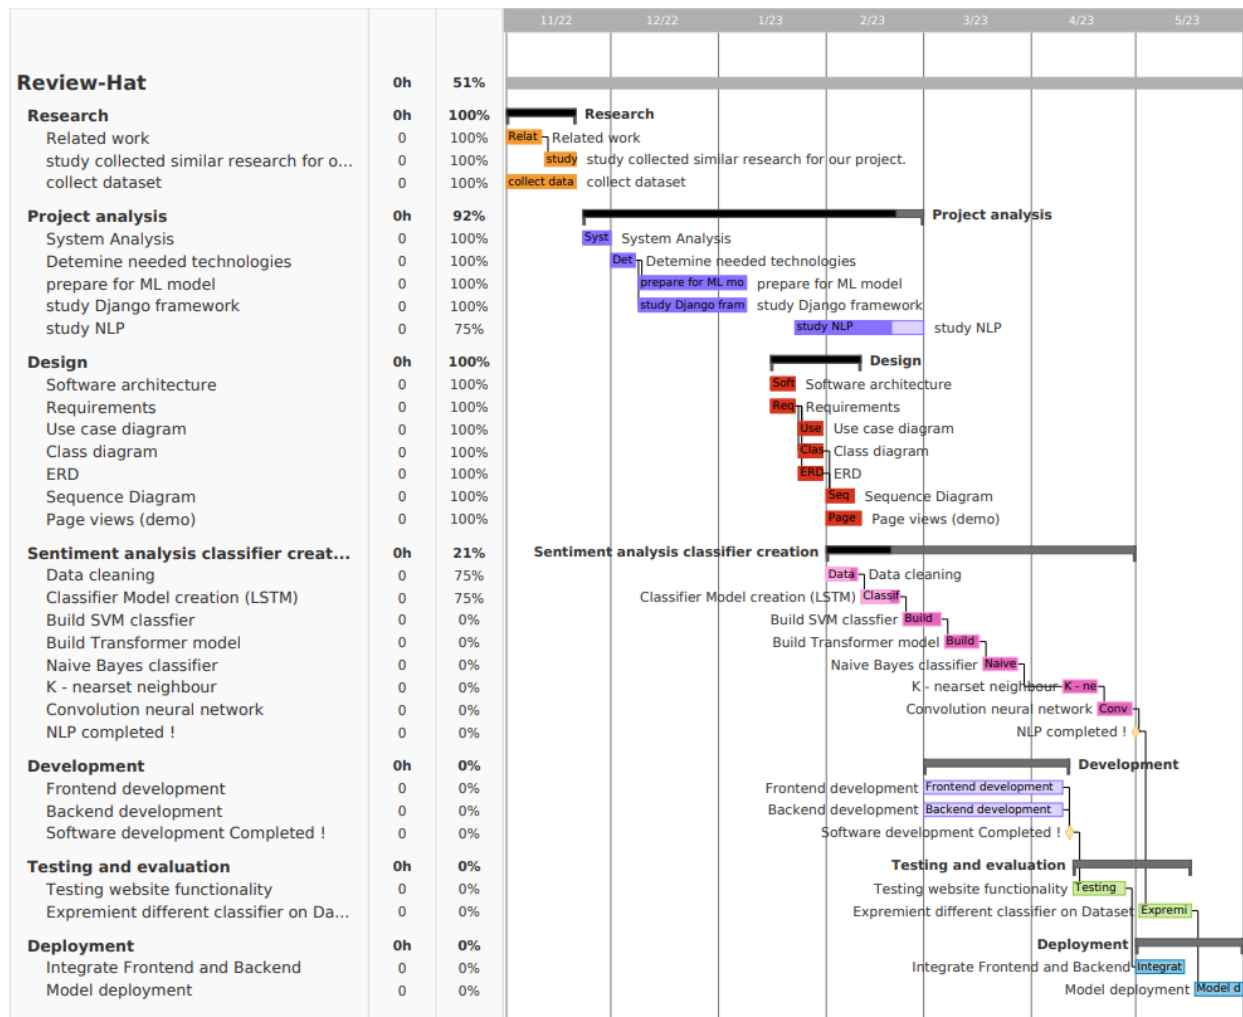 11/22 12/22 1/23 2/23 3/23 4/23 5/23
Review-Hat 0h 51%
Research 0h 100% Research
Related work 0 100% Relat Related work
study collected similar research for o... 0 100% study study collected similar research for our project.
collect dataset 0 100% collect data collect dataset
Project analysis 0h 92% Project analysis
System Analysis 0 100% Syst System Analysis
Detemine needed technologies 0 100% Det Detemine needed technologies
prepare for ML model 0 100% prepare for ML mo prepare for ML model
study Django framework 0 100% study Django fram study Django framework
study NLP 0 75% study NLP study NLP
Design 0h 100% Design
Software architecture 0 100% Soft Software architecture
Requirements 0 100% Req Requirements
Use case diagram 0 100% Use Use case diagram
Class diagram 0 100% Clas Class diagram
ERD 0 100% ERD ERD
Sequence Diagram 0 100% Seq Sequence Diagram
Page views (demo) 0 100% Page Page views (demo)
Sentiment analysis classifier creat... 0h 21% Sentiment analysis classifier creation
Data cleaning 0 75% Data Data cleaning
Classifier Model creation (LSTM) 0 75% Classifier Model creation (LSTM) Classif
Build SVM classfier 0 0% Build SVM classfier Build
Build Transformer model 0 0% Build Transformer model Build
Naive Bayes classifier 0 0% Naive Bayes classifier Naive
K - nearset neighbour 0 0% K - nearset neighbour K - ne
Convolution neural network 0 0% Convolution neural network Conv
NLP completed ! 0 0% NLP completed !
Development 0h 0% Development
Frontend development 0 0% Frontend development Frontend development
Backend development 0 0% Backend development Backend development
Software development Completed ! 0 0% Software development Completed !
Testing and evaluation 0h 0% Testing and evaluation
Testing website functionality 0 0% Testing website functionality Testing
Expremient different classifier on Da... 0 0% Expremient different classifier on Dataset Expremi
Deployment 0h 0% Deployment
Integrate Frontend and Backend 0 0% Integrate Frontend and Backend Integrat
Model deployment 0 0% Model deployment Model d